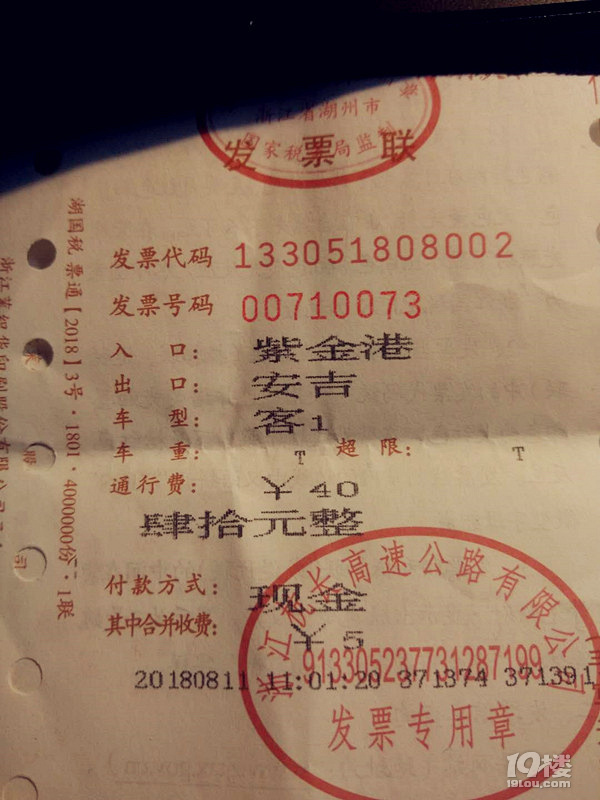 浙江省湖州市
国家税 局监制
发票联
发票代码 133051808002
发票号码 00710073
入口: 紫金港
出口: 安吉
车型: 客1
车重: T 超限: T
通行费: ￥40
肆拾元整
付款方式: 现金
其中合并收费: ￥5
20180811 11:01:20 371374 371391
浙江杭长高速公路有限公司
913305237731287199
发票专用章
湖国税 票通【2018】3号·1801·4000000份·1联
19楼
19lou.com